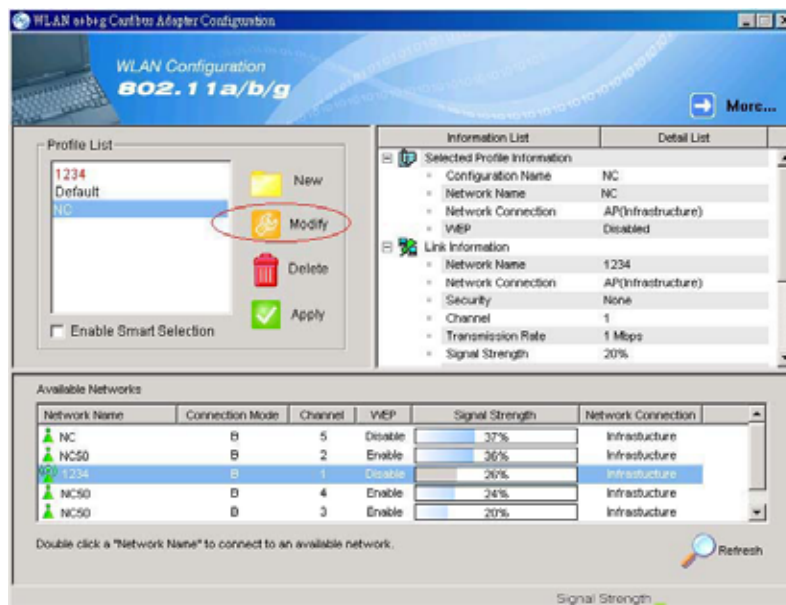 WLAN a+b+g Cardbus Adapter Configuration
WLAN Configuration
802.11a/b/g
More...
Profile List
1234
Default
NC
New
Modify
Delete
Apply
Enable Smart Selection
Information List Detail List
Selected Profile Information
Configuration Name NC
Network Name NC
Network Connection AP(Infrastructure)
WEP Disabled
Link Information
Network Name 1234
Network Connection AP(Infrastructure)
Security None
Channel 1
Transmission Rate 1 Mbps
Signal Strength 20%
Available Networks
Network Name Connection Mode Channel WEP Signal Strength Network Connection
NC B 5 Disable 37% Infrastucture
NC50 B 2 Enable 36% Infrastucture
1234 B 1 Disable 26% Infrastucture
NC50 B 4 Enable 24% Infrastucture
NC50 B 3 Enable 20% Infrastucture
Double click a "Network Name" to connect to an available network.
Refresh
Signal Strength